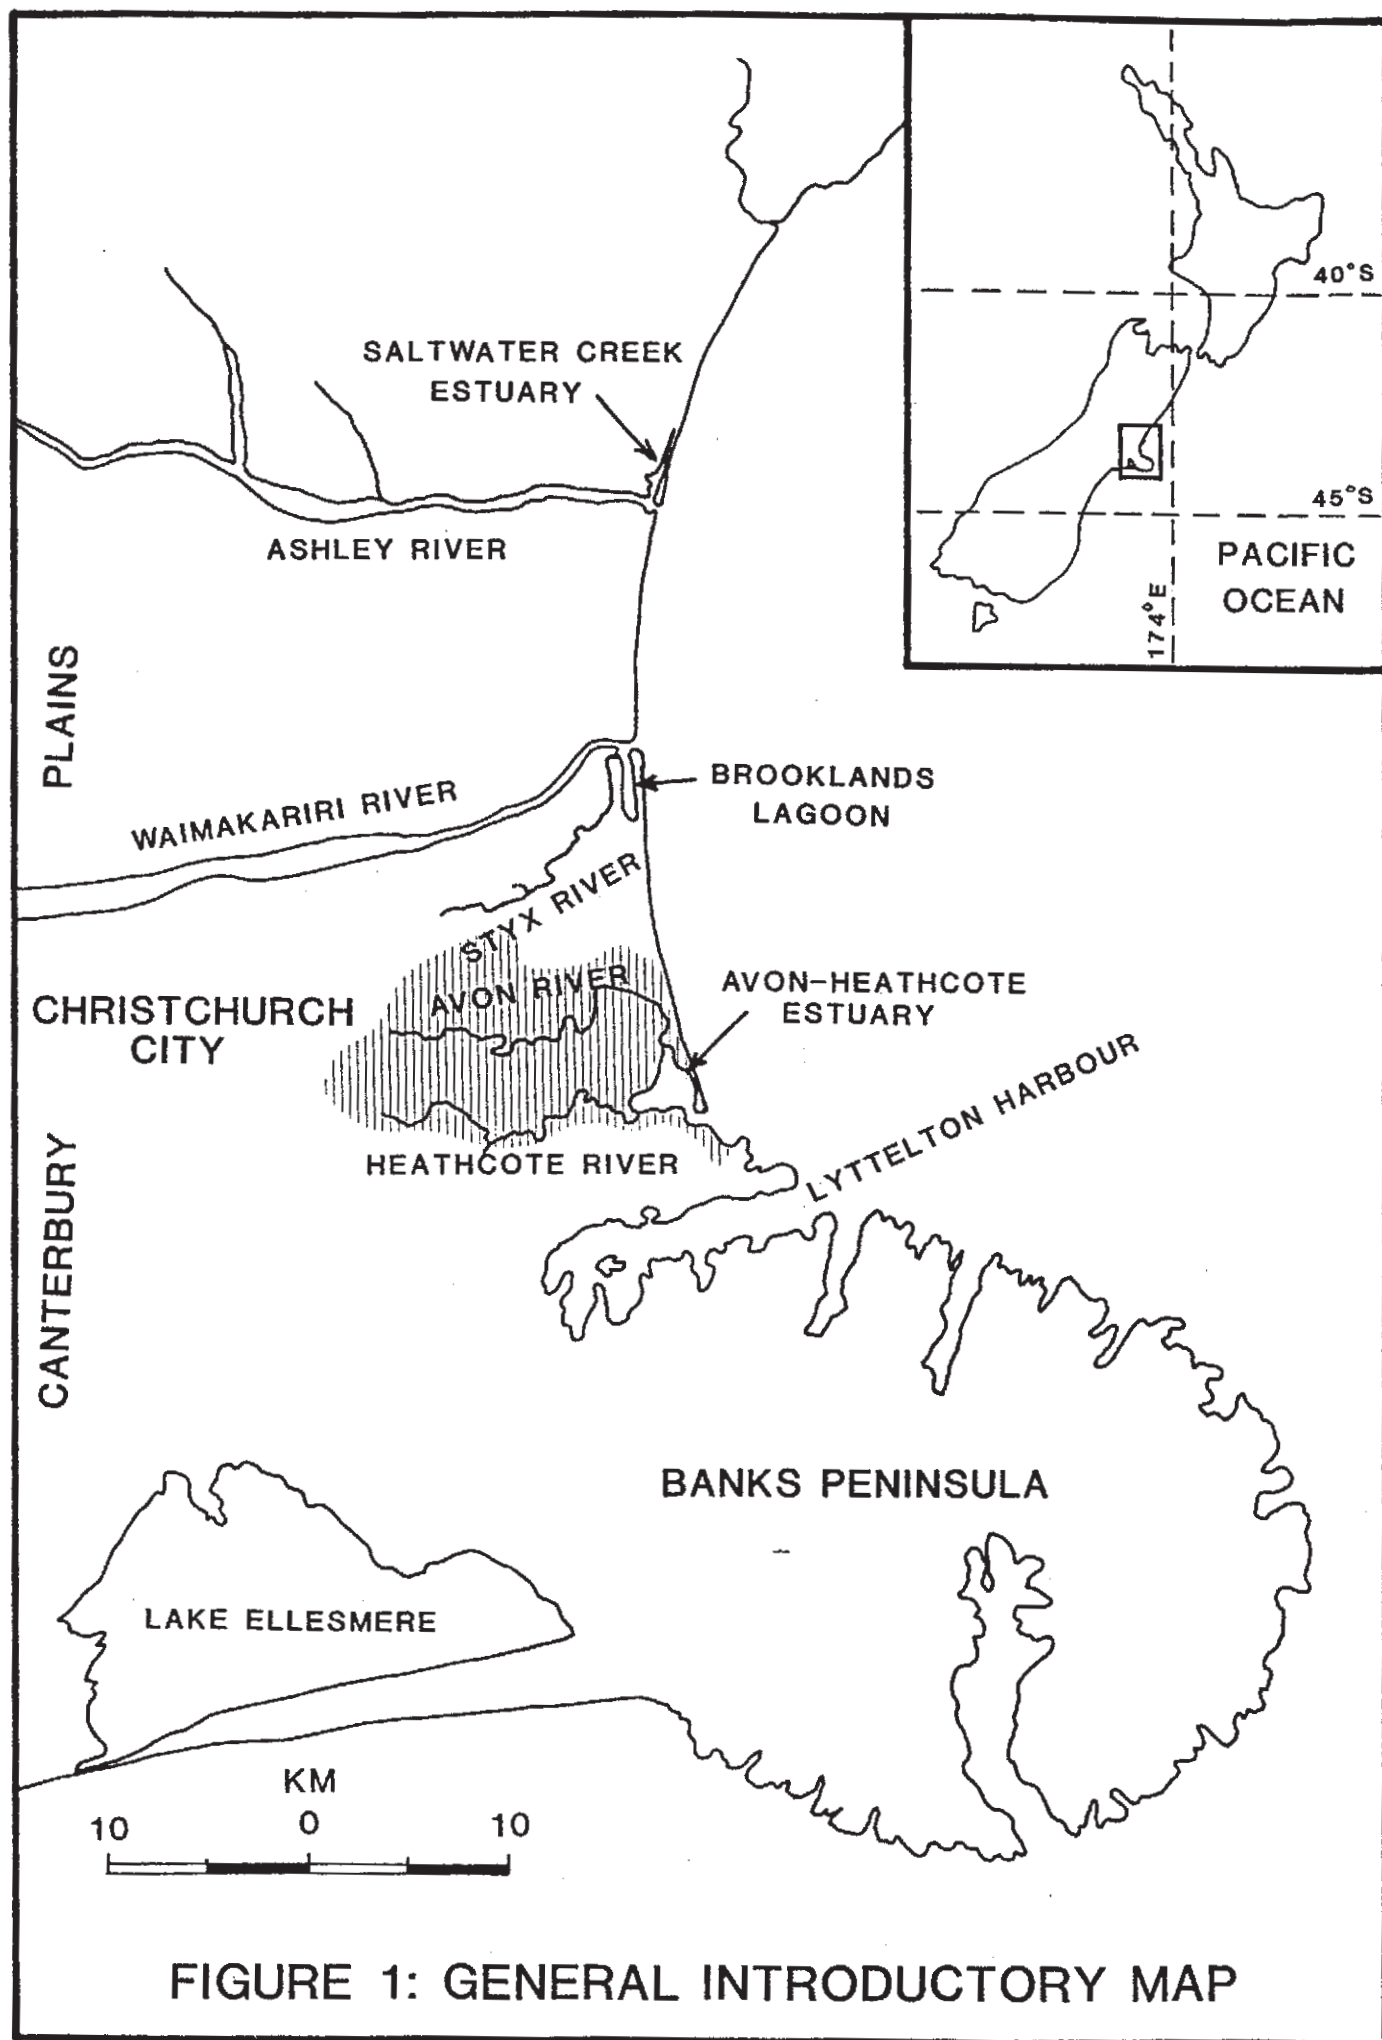 SALTWATER CREEK
ESTUARY
ASHLEY RIVER
40°S
45°S
PACIFIC
OCEAN
174°E
PLAINS
WAIMAKARIRI RIVER
BROOKLANDS
LAGOON
STYX RIVER
AVON RIVER
AVON-HEATHCOTE
ESTUARY
CHRISTCHURCH
CITY
LYTTELTON HARBOUR
HEATHCOTE RIVER
CANTERBURY
BANKS PENINSULA
LAKE ELLESMERE
KM
10 0 10
FIGURE 1: GENERAL INTRODUCTORY MAP